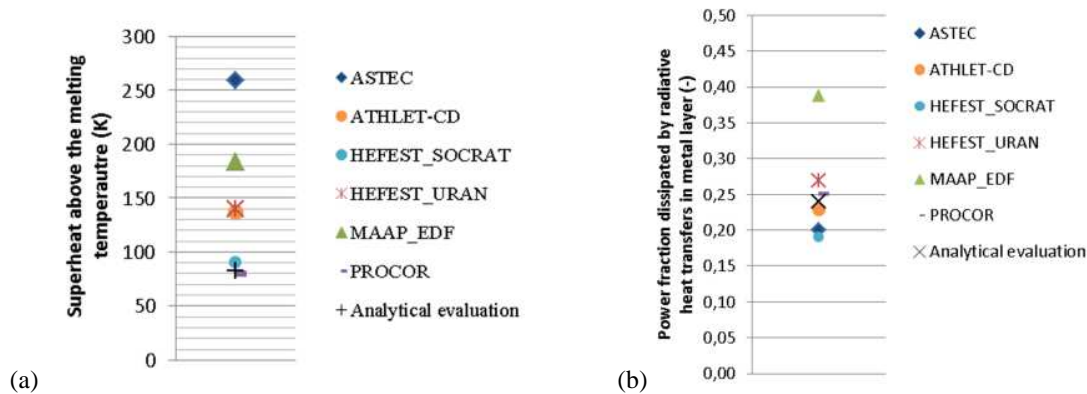 Superheat above the melting
temperautre (K)
300
250
200
150
100
50
0
ASTEC
ATHLET-CD
HEFEST_SOCRAT
HEFEST_URAN
MAAP_EDF
PROCOR
Analytical evaluation
(a)
Power fraction dissipated by radiative
heat transfers in metal layer (-)
0,50
0,45
0,40
0,35
0,30
0,25
0,20
0,15
0,10
0,05
0,00
ASTEC
ATHLET-CD
HEFEST_SOCRAT
HEFEST_URAN
MAAP_EDF
PROCOR
Analytical evaluation
(b)